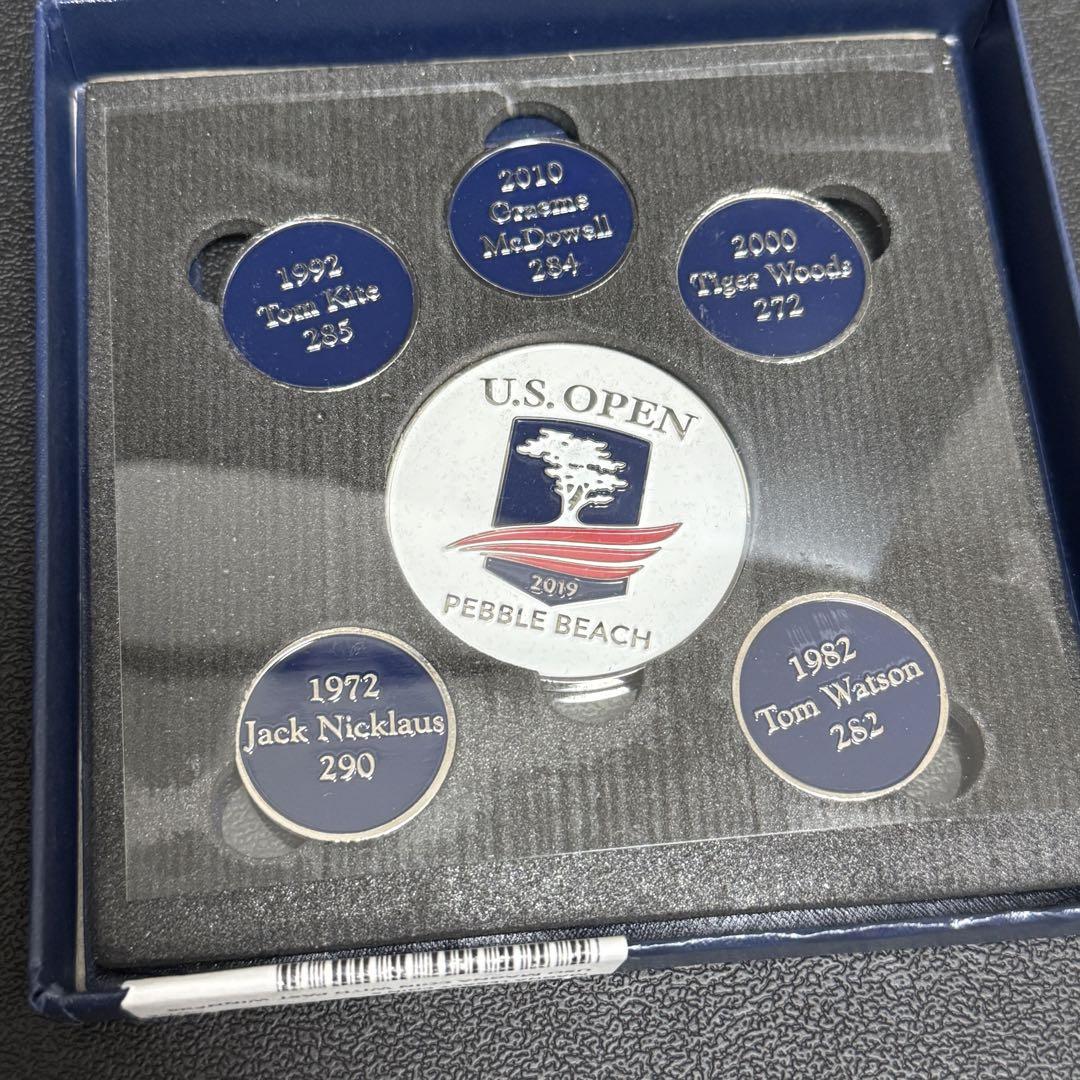 2010
Graeme
McDowell
284
1992
Tom Kite
285
2000
Tiger Woods
272
U.S. OPEN
2019
PEBBLE BEACH
1972
Jack Nicklaus
290
1982
Tom Watson
282